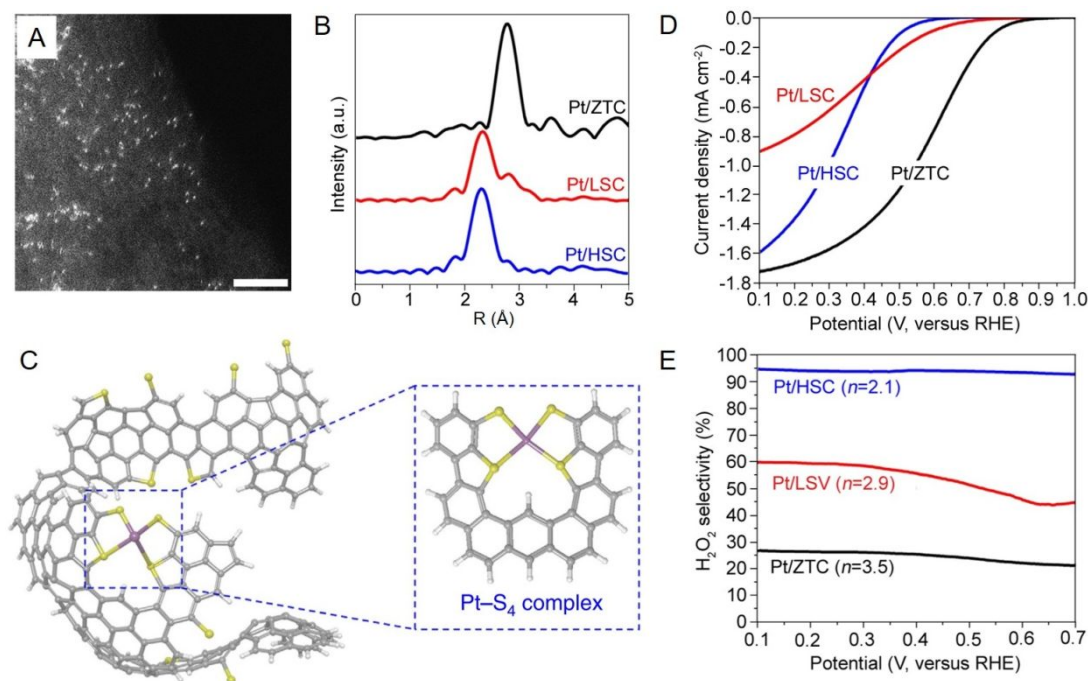 A
B
Intensity (a.u.)
Pt/ZTC
Pt/LSC
Pt/HSC
0 1 2 3 4 5
R (Å)
C
Pt–S₄ complex
D
Current density (mA cm⁻²)
0.0
-0.2
-0.4
-0.6
-0.8
-1.0
-1.2
-1.4
-1.6
-1.8
Pt/LSC
Pt/HSC
Pt/ZTC
0.1 0.2 0.3 0.4 0.5 0.6 0.7 0.8 0.9 1.0
Potential (V, versus RHE)
E
H₂O₂ selectivity (%)
100
90
80
70
60
50
40
30
20
10
0
Pt/HSC (n=2.1)
Pt/LSV (n=2.9)
Pt/ZTC (n=3.5)
0.1 0.2 0.3 0.4 0.5 0.6 0.7
Potential (V, versus RHE)